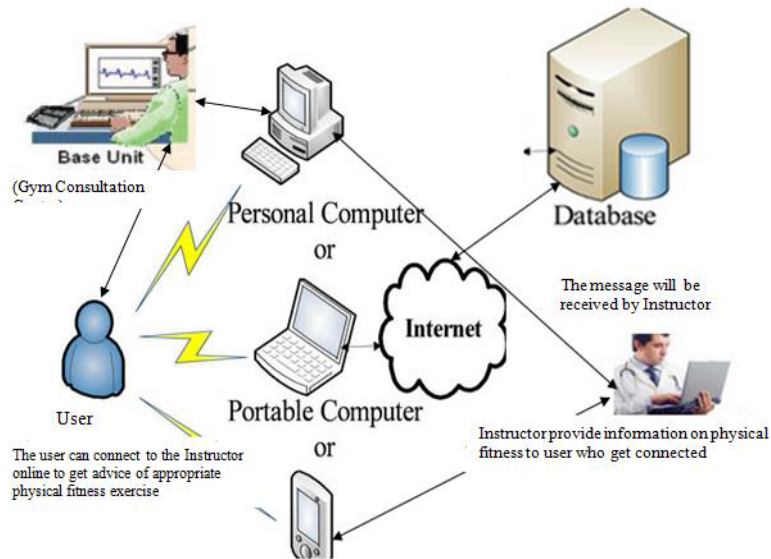 Base Unit
(Gym Consultation
Personal Computer
or
Database
Internet
The message will be
received by Instructor
User
Portable Computer
or
The user can connect to the Instructor
online to get advice of appropriate
physical fitness exercise
Instructor provide information on physical
fitness to user who get connected